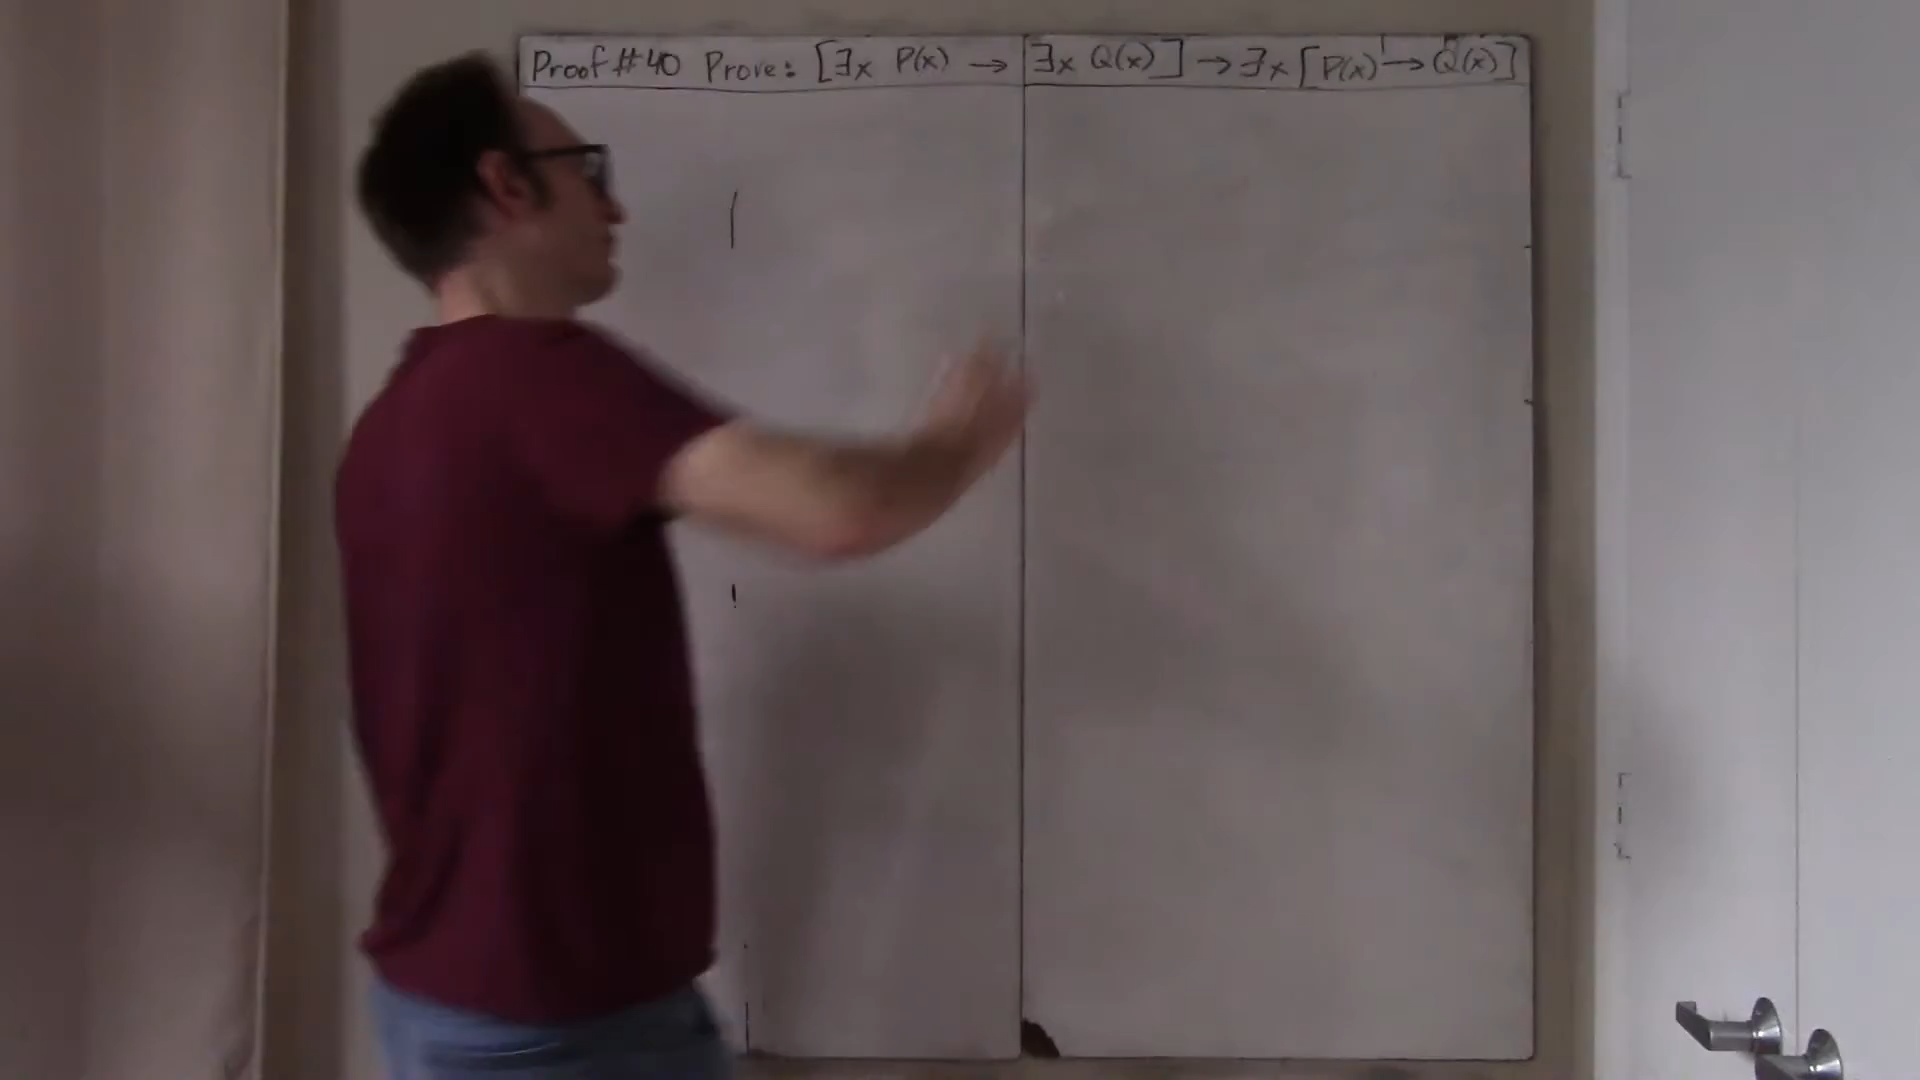 Proof #40 Prove: [∃x P(x) → ∃x Q(x)] → ∃x [P(x) → Q(x)]